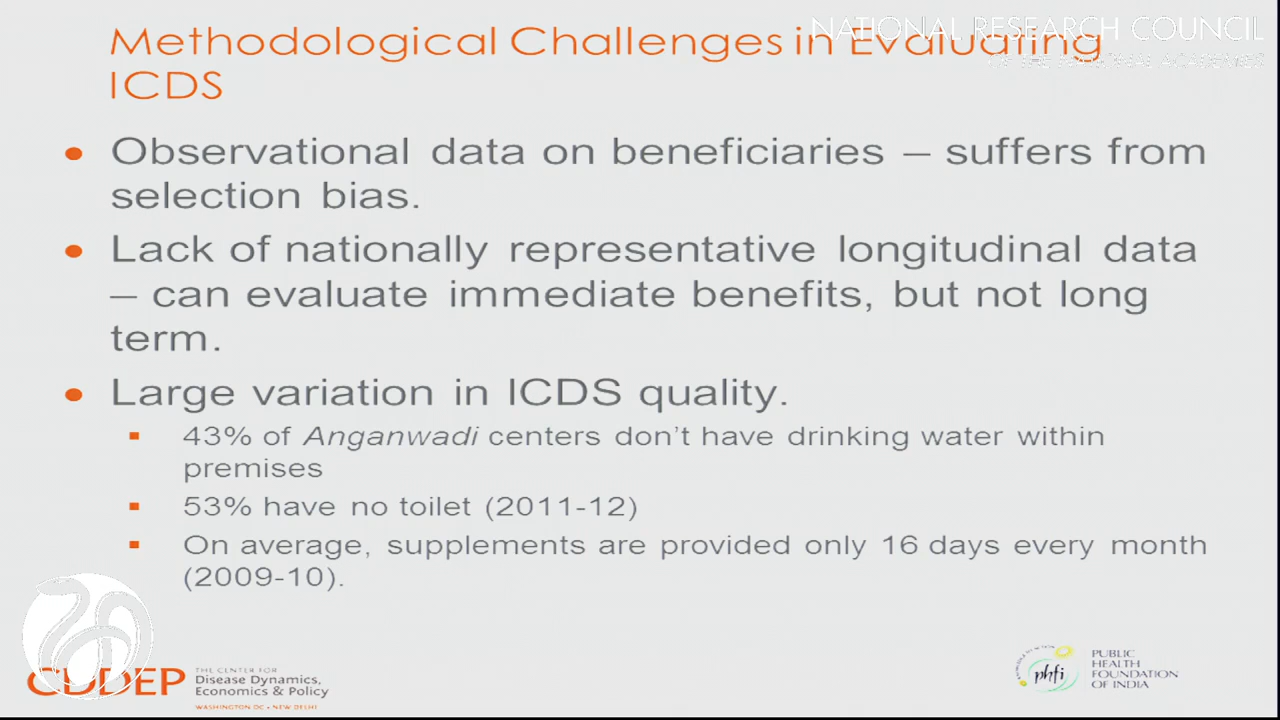 NATIONAL RESEARCH COUNCIL
OF THE NATIONAL ACADEMIES
Methodological Challenges in Evaluating
ICDS
• Observational data on beneficiaries – suffers from
selection bias.
• Lack of nationally representative longitudinal data
– can evaluate immediate benefits, but not long
term.
• Large variation in ICDS quality.
▪ 43% of Anganwadi centers don't have drinking water within
premises
▪ 53% have no toilet (2011-12)
▪ On average, supplements are provided only 16 days every month
(2009-10).
CDDEP
THE CENTER FOR
Disease Dynamics,
Economics & Policy
WASHINGTON DC • NEW DELHI
phfi
PUBLIC
HEALTH
FOUNDATION
OF INDIA